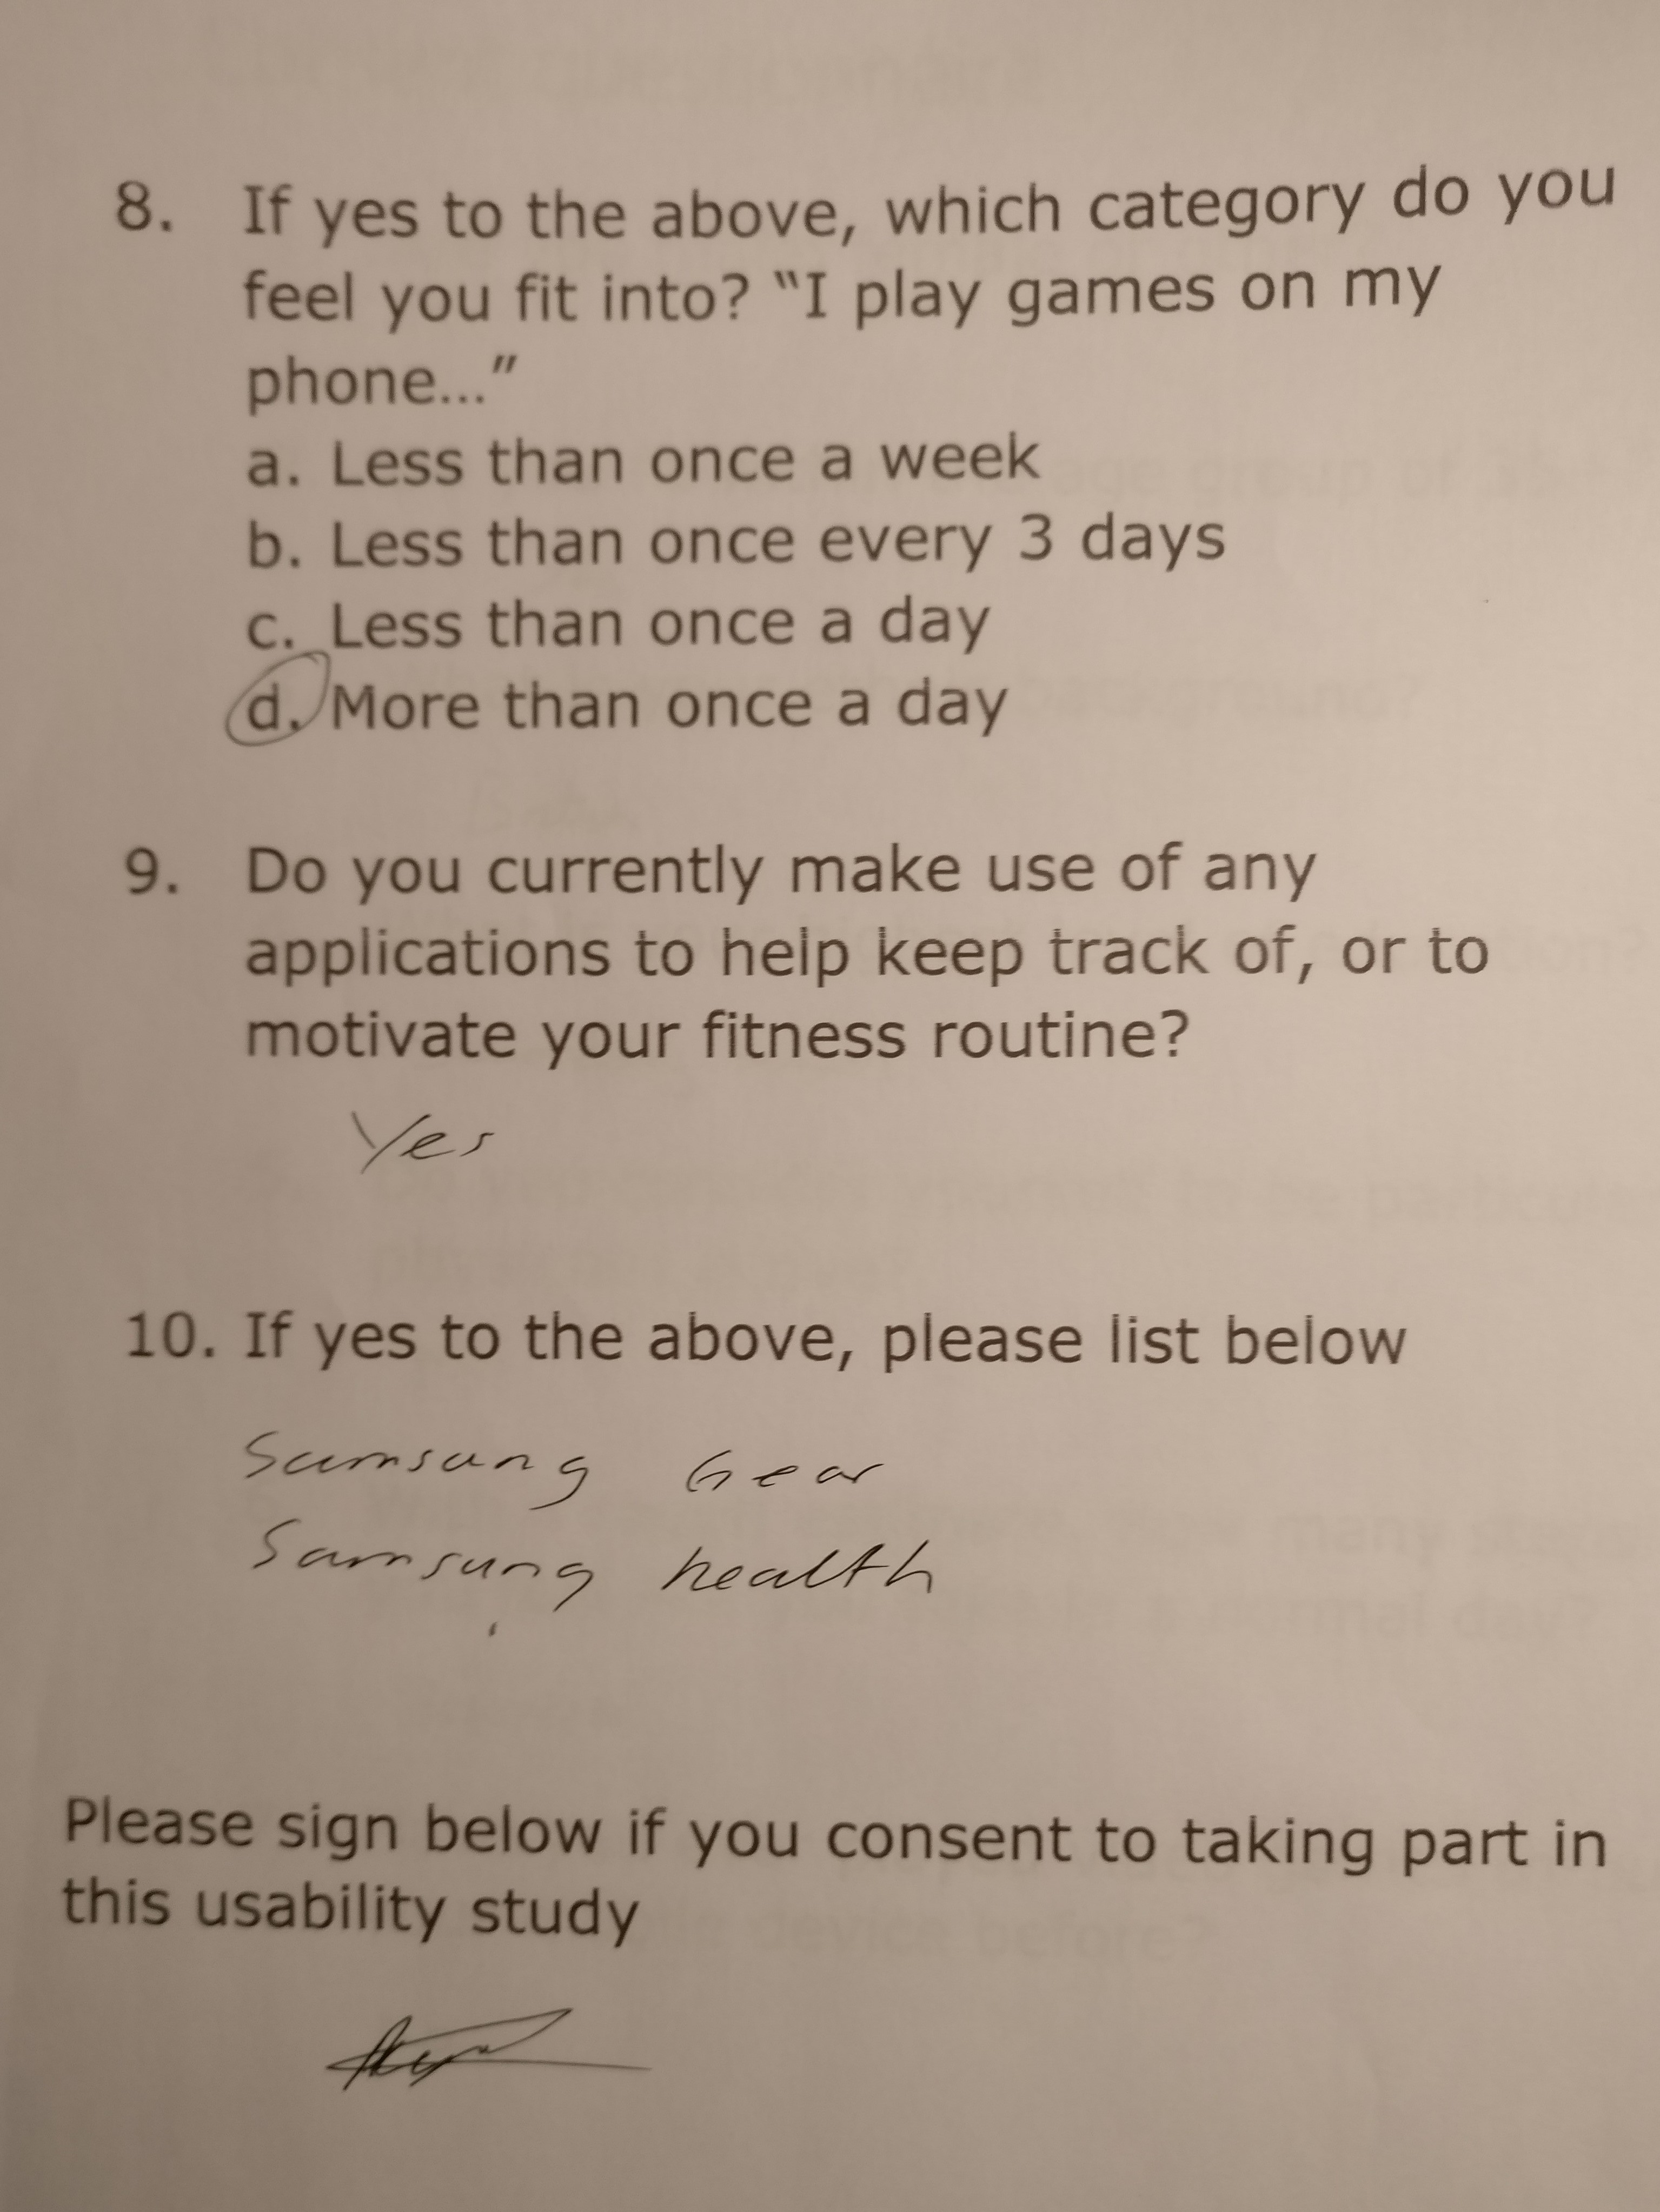 8. If yes to the above, which category do you
feel you fit into? “I play games on my
phone...”
a. Less than once a week
b. Less than once every 3 days
c. Less than once a day
d. More than once a day
9. Do you currently make use of any
applications to help keep track of, or to
motivate your fitness routine?
Yes
10. If yes to the above, please list below
Samsung Gear
Samsung health
Please sign below if you consent to taking part in
this usability study